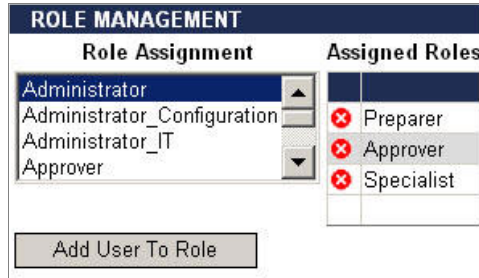 ROLE MANAGEMENT
Role Assignment
Assigned Roles
Administrator
Administrator_Configuration
Administrator_IT
Approver
Preparer
Approver
Specialist
Add User To Role